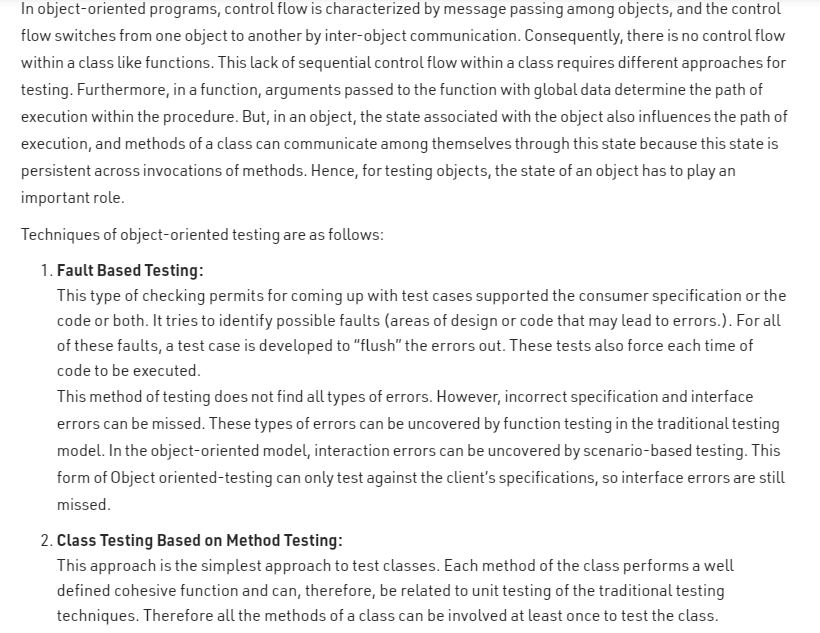 In object-oriented programs, control flow is characterized by message passing among objects, and the control
flow switches from one object to another by inter-object communication. Consequently, there is no control flow
within a class like functions. This lack of sequential control flow within a class requires different approaches for
testing. Furthermore, in a function, arguments passed to the function with global data determine the path of
execution within the procedure. But, in an object, the state associated with the object also influences the path of
execution, and methods of a class can communicate among themselves through this state because this state is
persistent across invocations of methods. Hence, for testing objects, the state of an object has to play an
important role.
Techniques of object-oriented testing are as follows:
1. Fault Based Testing:
This type of checking permits for coming up with test cases supported the consumer specification or the
code or both. It tries to identify possible faults (areas of design or code that may lead to errors.). For all
of these faults, a test case is developed to “flush” the errors out. These tests also force each time of
code to be executed.
This method of testing does not find all types of errors. However, incorrect specification and interface
errors can be missed. These types of errors can be uncovered by function testing in the traditional testing
model. In the object-oriented model, interaction errors can be uncovered by scenario-based testing. This
form of Object oriented-testing can only test against the client’s specifications, so interface errors are still
missed.
2. Class Testing Based on Method Testing:
This approach is the simplest approach to test classes. Each method of the class performs a well
defined cohesive function and can, therefore, be related to unit testing of the traditional testing
techniques. Therefore all the methods of a class can be involved at least once to test the class.